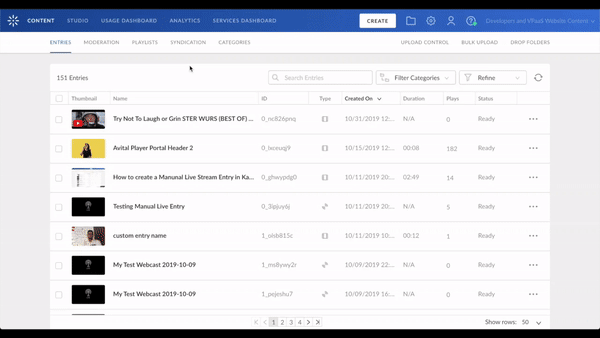 CONTENT STUDIO USAGE DASHBOARD ANALYTICS SERVICES DASHBOARD CREATE Developers and VPaaS Website Content
ENTRIES MODERATION PLAYLISTS SYNDICATION CATEGORIES UPLOAD CONTROL BULK UPLOAD DROP FOLDERS
151 Entries Search Entries Filter Categories Refine
Thumbnail Name ID Type Created On Duration Plays Status
Try Not To Laugh or Grin STER WURS (BEST OF) ... 0_nc826pnq 10/31/2019 12:... N/A 0 Ready
Avital Player Portal Header 2 10/15/2019 12:... 00:08 182 Ready
How to create a Manunal Live Stream Entry in Ka... 0_ghwypdg0 10/11/2019 20:... 02:49 14 Ready
Testing Manual Live Entry 0_3ipjuy6j 10/11/2019 20:... N/A 5 Ready
custom entry name 1_oisb815c 10/11/2019 10:... 00:12 1 Ready
My Test Webcast 2019-10-09 1_ms8ywy2r 10/09/2019 22:... N/A 0 Ready
My Test Webcast 2019-10-09 1_pejeshu7 10/09/2019 16:... N/A 0 Ready
1 2 3 4 Show rows: 50